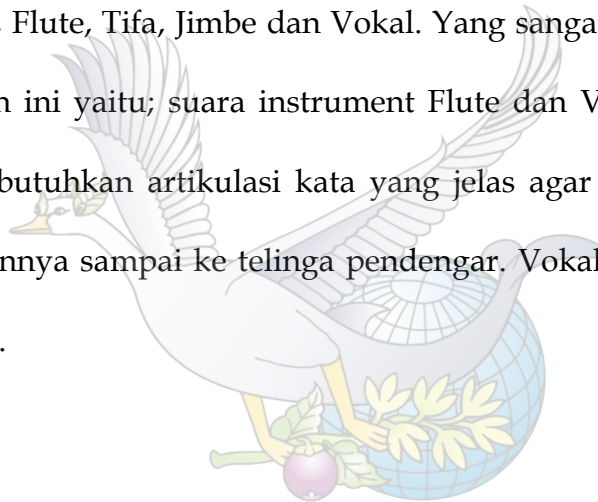 Flute, Tifa, Jimbe dan Vokal. Yang
ini yaitu; suara instrument Flute dan
butuhkan artikulasi kata yang jelas agar
nnya sampai ke telinga pendengar. Vokal
.